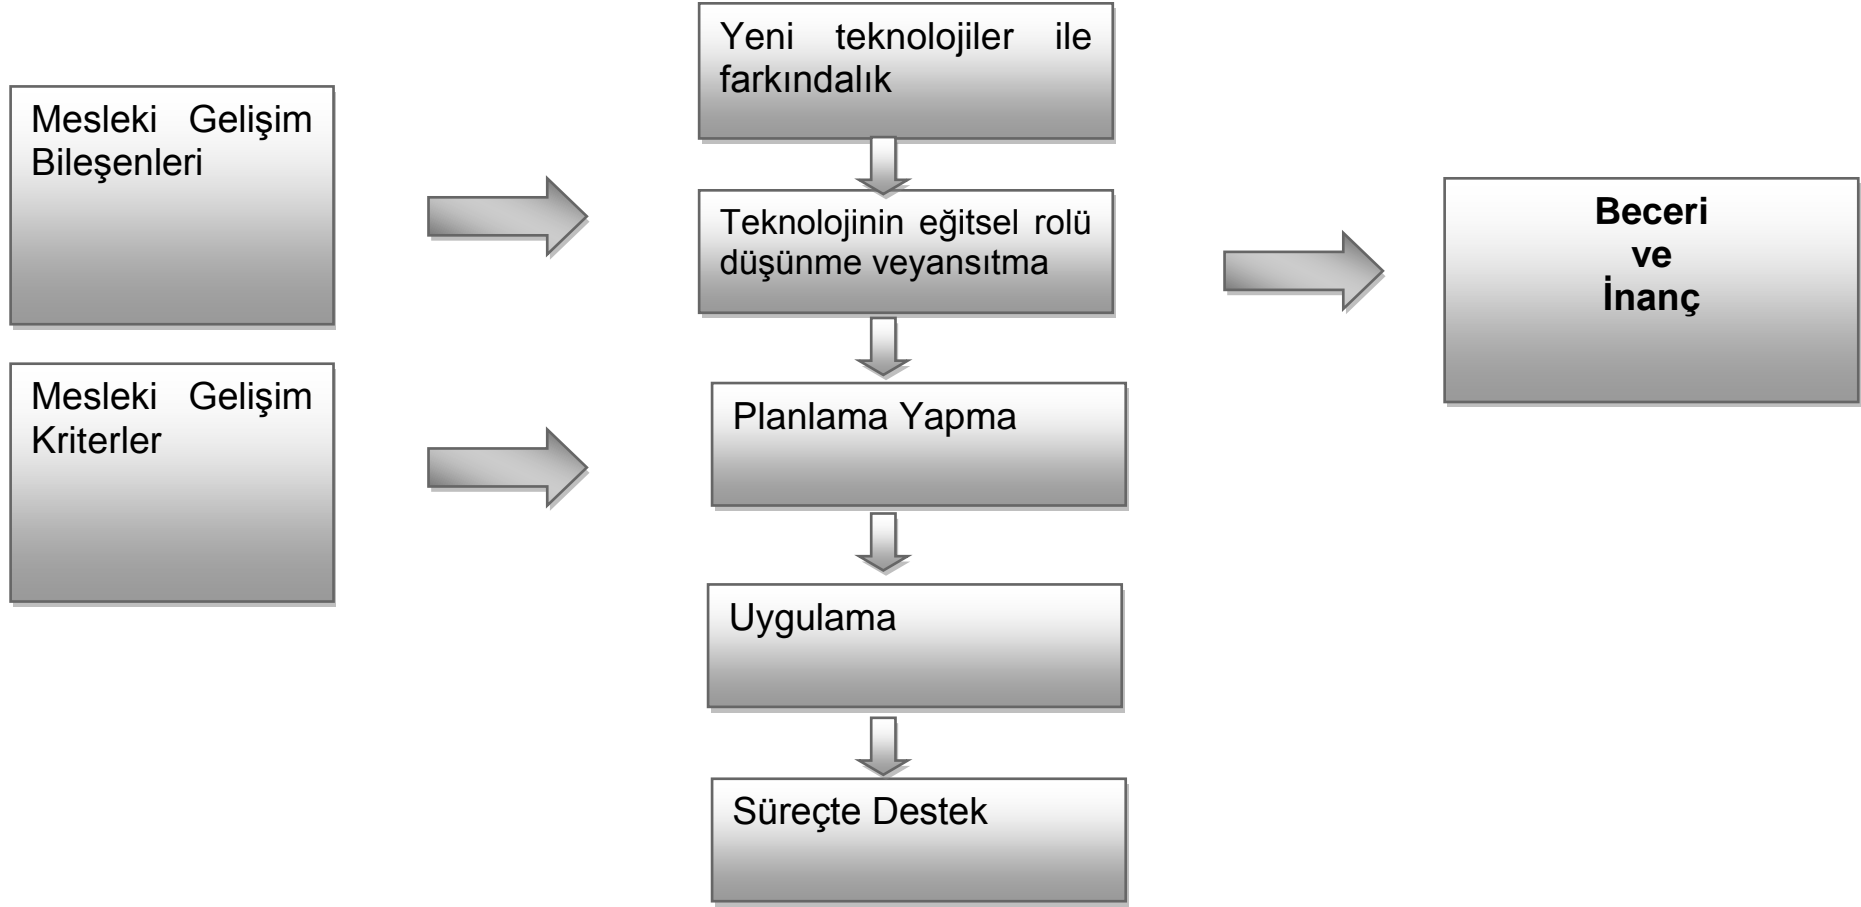 Mesleki Gelişim
Bileşenleri
Mesleki Gelişim
Kriterler
Yeni teknolojiler ile
farkındalık
Teknolojinin eğitsel rolü
düşünme veyansıtma
Planlama Yapma
Uygulama
Süreçte Destek
Beceri
ve
İnanç